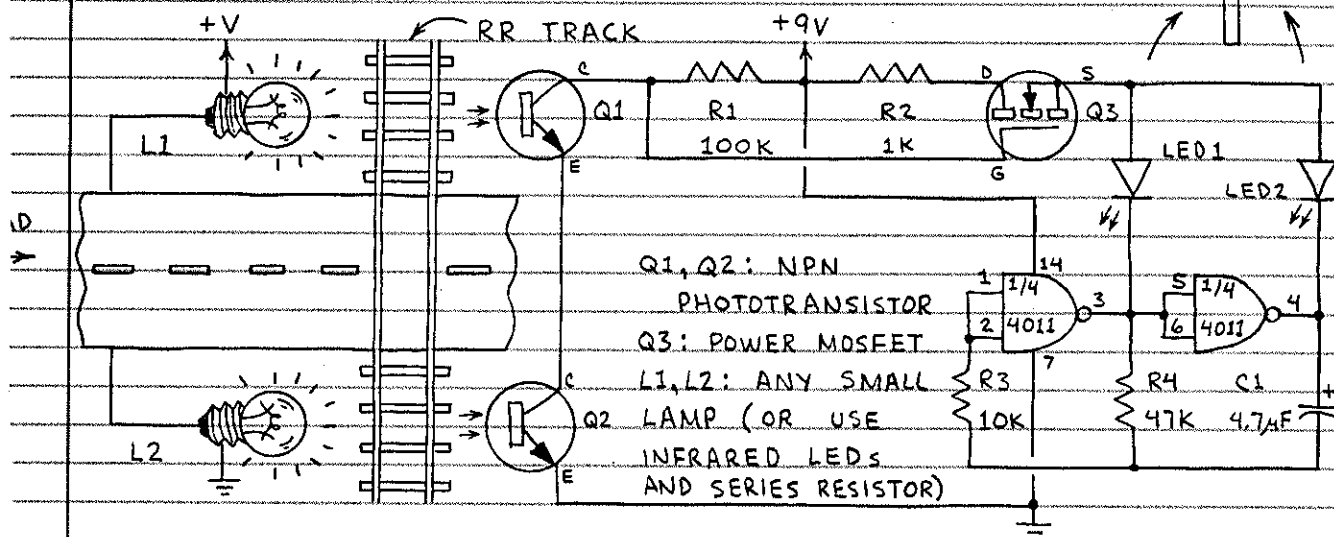 +V
RR TRACK
+9V
C
D
S
Q1
R1
R2
Q3
L1
100K
1K
LED1
E
G
LED2
Q1, Q2: NPN
PHOTOTRANSISTOR
Q3: POWER MOSFET
L1, L2: ANY SMALL
LAMP (OR USE
INFRARED LEDs
AND SERIES RESISTOR)
14
1
1/4
3
5
1/4
4
2
4011
6
4011
7
C
R3
R4
C1
+
Q2
10K
47K
4.7µF
L2
E